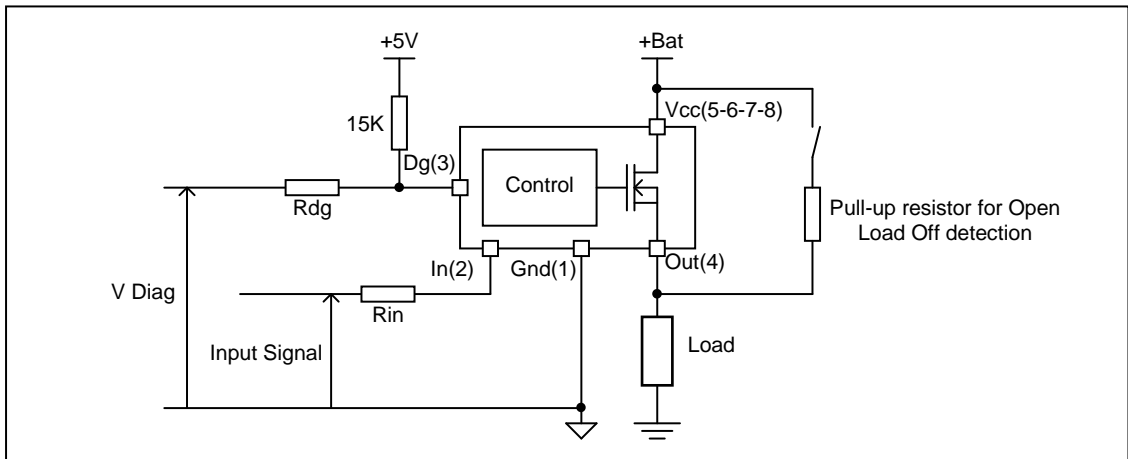 +5V
+Bat
Vcc(5-6-7-8)
15K
Dg(3)
Control
Rdg
Pull-up resistor for Open
Load Off detection
In(2)
Gnd(1)
Out(4)
V Diag
Rin
Input Signal
Load